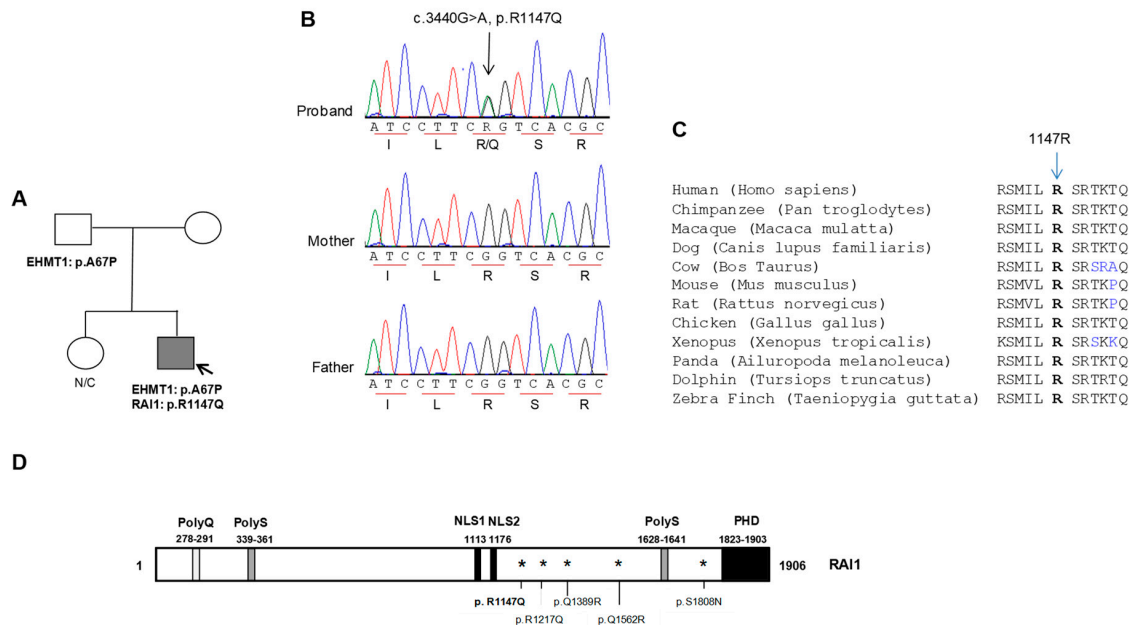 A
EHMT1: p.A67P
N/C
EHMT1: p.A67P
RAI1: p.R1147Q
B
c.3440G>A, p.R1147Q
Proband
A T C C T T C R G T C A C G C
I L R/Q S R
Mother
A T C C T T C G G T C A C G C
I L R S R
Father
A T C C T T C G G T C A C G C
I L R S R
C
1147R
Human (Homo sapiens) RSMIL R SRTKTQ
Chimpanzee (Pan troglodytes) RSMIL R SRTKTQ
Macaque (Macaca mulatta) RSMIL R SRTKTQ
Dog (Canis lupus familiaris) RSMIL R SRTKTQ
Cow (Bos Taurus) RSMIL R SRSRAQ
Mouse (Mus musculus) RSMVL R SRTKPQ
Rat (Rattus norvegicus) RSMVL R SRTKPQ
Chicken (Gallus gallus) RSMIL R SRTKTQ
Xenopus (Xenopus tropicalis) KSMIL R SRSKKQ
Panda (Ailuropoda melanoleuca) RSMIL R SRTKTQ
Dolphin (Tursiops truncatus) RSMIL R SRTRTQ
Zebra Finch (Taeniopygia guttata) RSMIL R SRTKTQ
D
PolyQ PolyS NLS1 NLS2 PolyS PHD
278-291 339-361 1113 1176 1628-1641 1823-1903
1 * * * * * 1906 RAI1
p. R1147Q p.Q1389R p.S1808N
p.R1217Q p.Q1562R